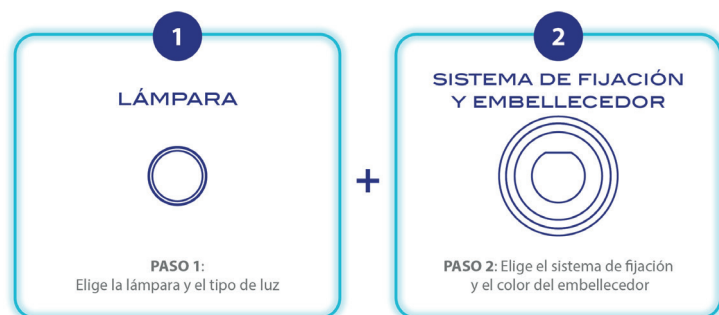 1
LÁMPARA
PASO 1:
Elige la lámpara y el tipo de luz
+
2
SISTEMA DE FIJACIÓN
Y EMBELLECEDOR
PASO 2: Elige el sistema de fijación
y el color del embellecedor